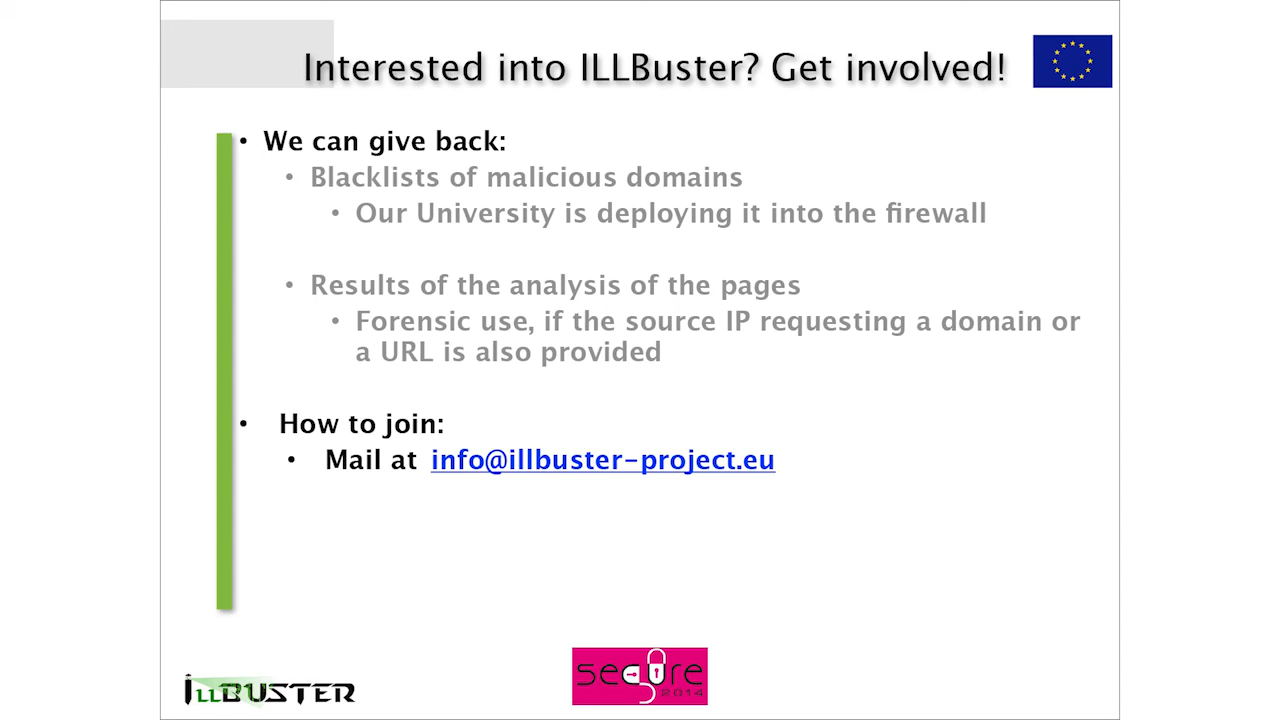 Interested into ILLBuster? Get involved!
• We can give back:
• Blacklists of malicious domains
• Our University is deploying it into the firewall
• Results of the analysis of the pages
• Forensic use, if the source IP requesting a domain or
a URL is also provided
• How to join:
• Mail at info@illbuster-project.eu
ILLBUSTER
secure
2014